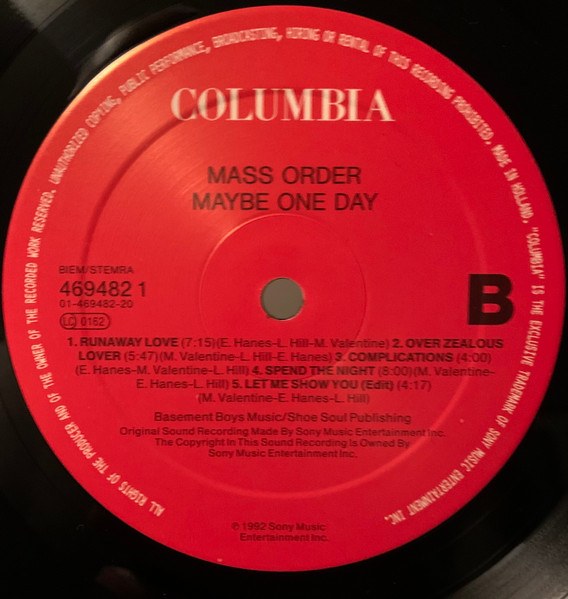 ALL RIGHTS OF THE PRODUCER AND OF THE OWNER OF THE RECORDED WORK RESERVED. UNAUTHORIZED COPYING, PUBLIC PERFORMANCE, BROADCASTING, HIRING OR RENTAL OF THIS RECORDING PROHIBITED. MADE IN HOLLAND. "COLUMBIA" IS THE EXCLUSIVE TRADEMARK OF SONY MUSIC ENTERTAINMENT INC.
COLUMBIA
MASS ORDER
MAYBE ONE DAY
BIEM/STEMRA
469482 1
01-469482-20
LC 0162
B
1. RUNAWAY LOVE (7:15)(E. Hanes-L. Hill-M. Valentine) 2. OVER ZEALOUS
LOVER (5:47)(M. Valentine-L. Hill-E. Hanes) 3. COMPLICATIONS (4:00)
(E. Hanes-M. Valentine-L. Hill) 4. SPEND THE NIGHT (8:00)(M. Valentine-
E. Hanes-L. Hill) 5. LET ME SHOW YOU (Edit) (4:17)
(M. Valentine-E. Hanes-L. Hill)
Basement Boys Music/Shoe Soul Publishing
Original Sound Recording Made By Sony Music Entertainment Inc.
The Copyright In This Sound Recording Is Owned By
Sony Music Entertainment Inc.
℗ 1992 Sony Music
Entertainment Inc.